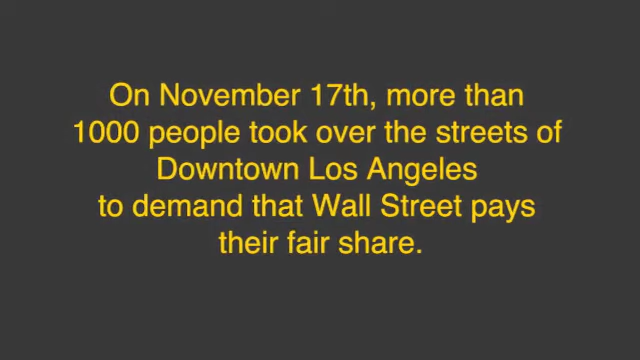 On November 17th, more than
1000 people took over the streets of
Downtown Los Angeles
to demand that Wall Street pays
their fair share.